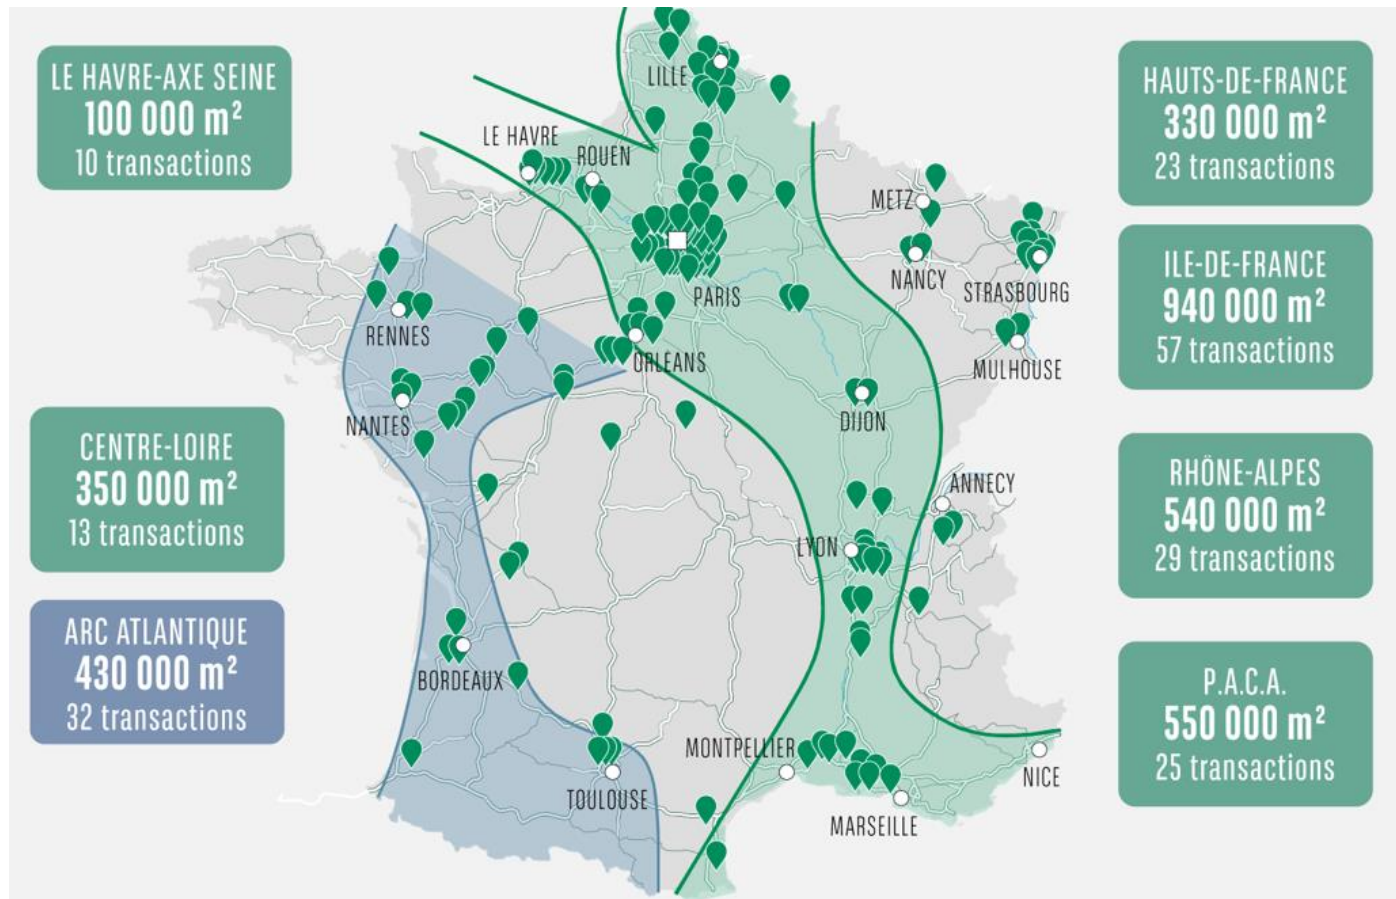 LE HAVRE-AXE SEINE
100 000 m²
10 transactions
HAUTS-DE-FRANCE
330 000 m²
23 transactions
ILE-DE-FRANCE
940 000 m²
57 transactions
CENTRE-LOIRE
350 000 m²
13 transactions
RHÔNE-ALPES
540 000 m²
29 transactions
ARC ATLANTIQUE
430 000 m²
32 transactions
P.A.C.A.
550 000 m²
25 transactions
LILLE
LE HAVRE
ROUEN
METZ
NANCY
STRASBOURG
PARIS
RENNES
ORLÉANS
MULHOUSE
NANTES
DIJON
ANNECY
LYON
BORDEAUX
MONTPELLIER
NICE
TOULOUSE
MARSEILLE